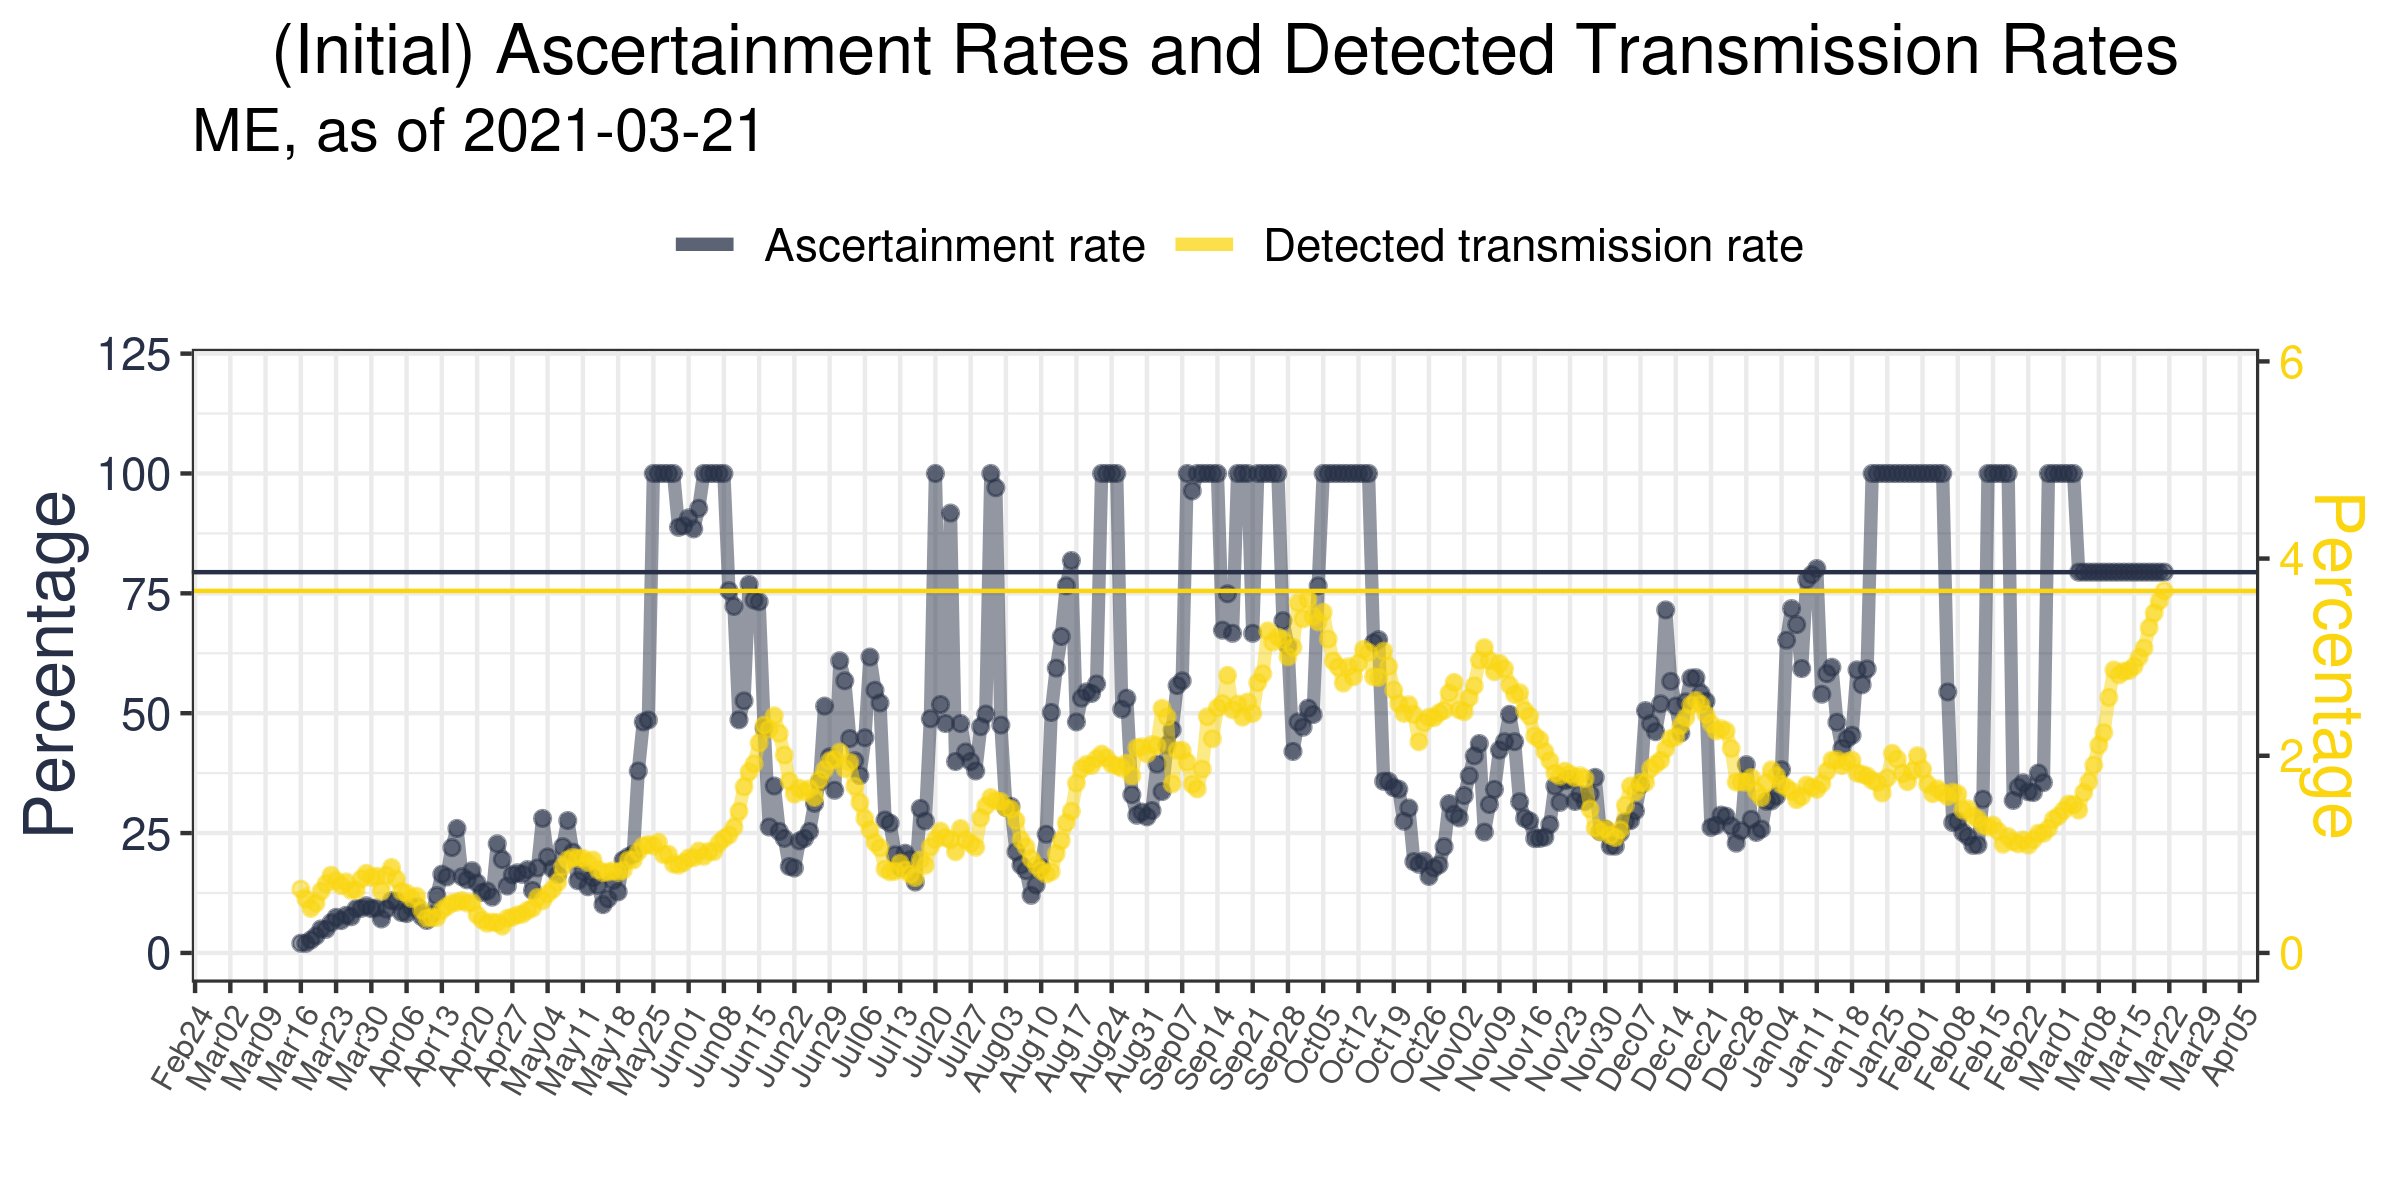 (Initial) Ascertainment Rates and Detected Transmission Rates
ME, as of 2021-03-21
Ascertainment rate
Detected transmission rate
Percentage
125
100
75
50
25
0
6
4
2
0
Percentage
Feb24
Mar02
Mar09
Mar16
Mar23
Mar30
Apr06
Apr13
Apr20
Apr27
May04
May11
May18
May25
Jun01
Jun08
Jun15
Jun22
Jun29
Jul06
Jul13
Jul20
Jul27
Aug03
Aug10
Aug17
Aug24
Aug31
Sep07
Sep14
Sep21
Sep28
Oct05
Oct12
Oct19
Oct26
Nov02
Nov09
Nov16
Nov23
Nov30
Dec07
Dec14
Dec21
Dec28
Jan04
Jan11
Jan18
Jan25
Feb01
Feb08
Feb15
Feb22
Mar01
Mar08
Mar15
Mar22
Mar29
Apr05